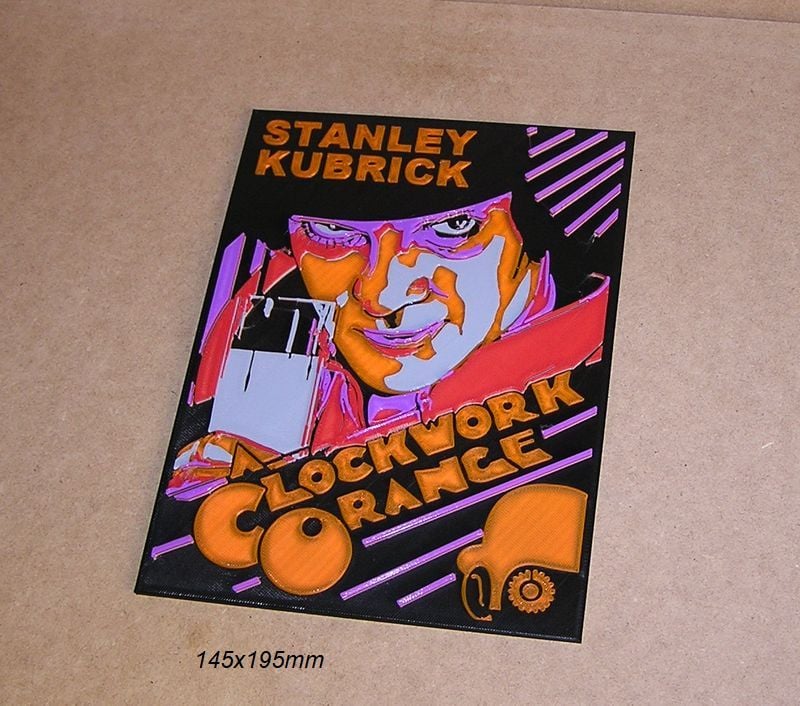 STANLEY
KUBRICK
A CLOCKWORK
ORANGE
145x195mm